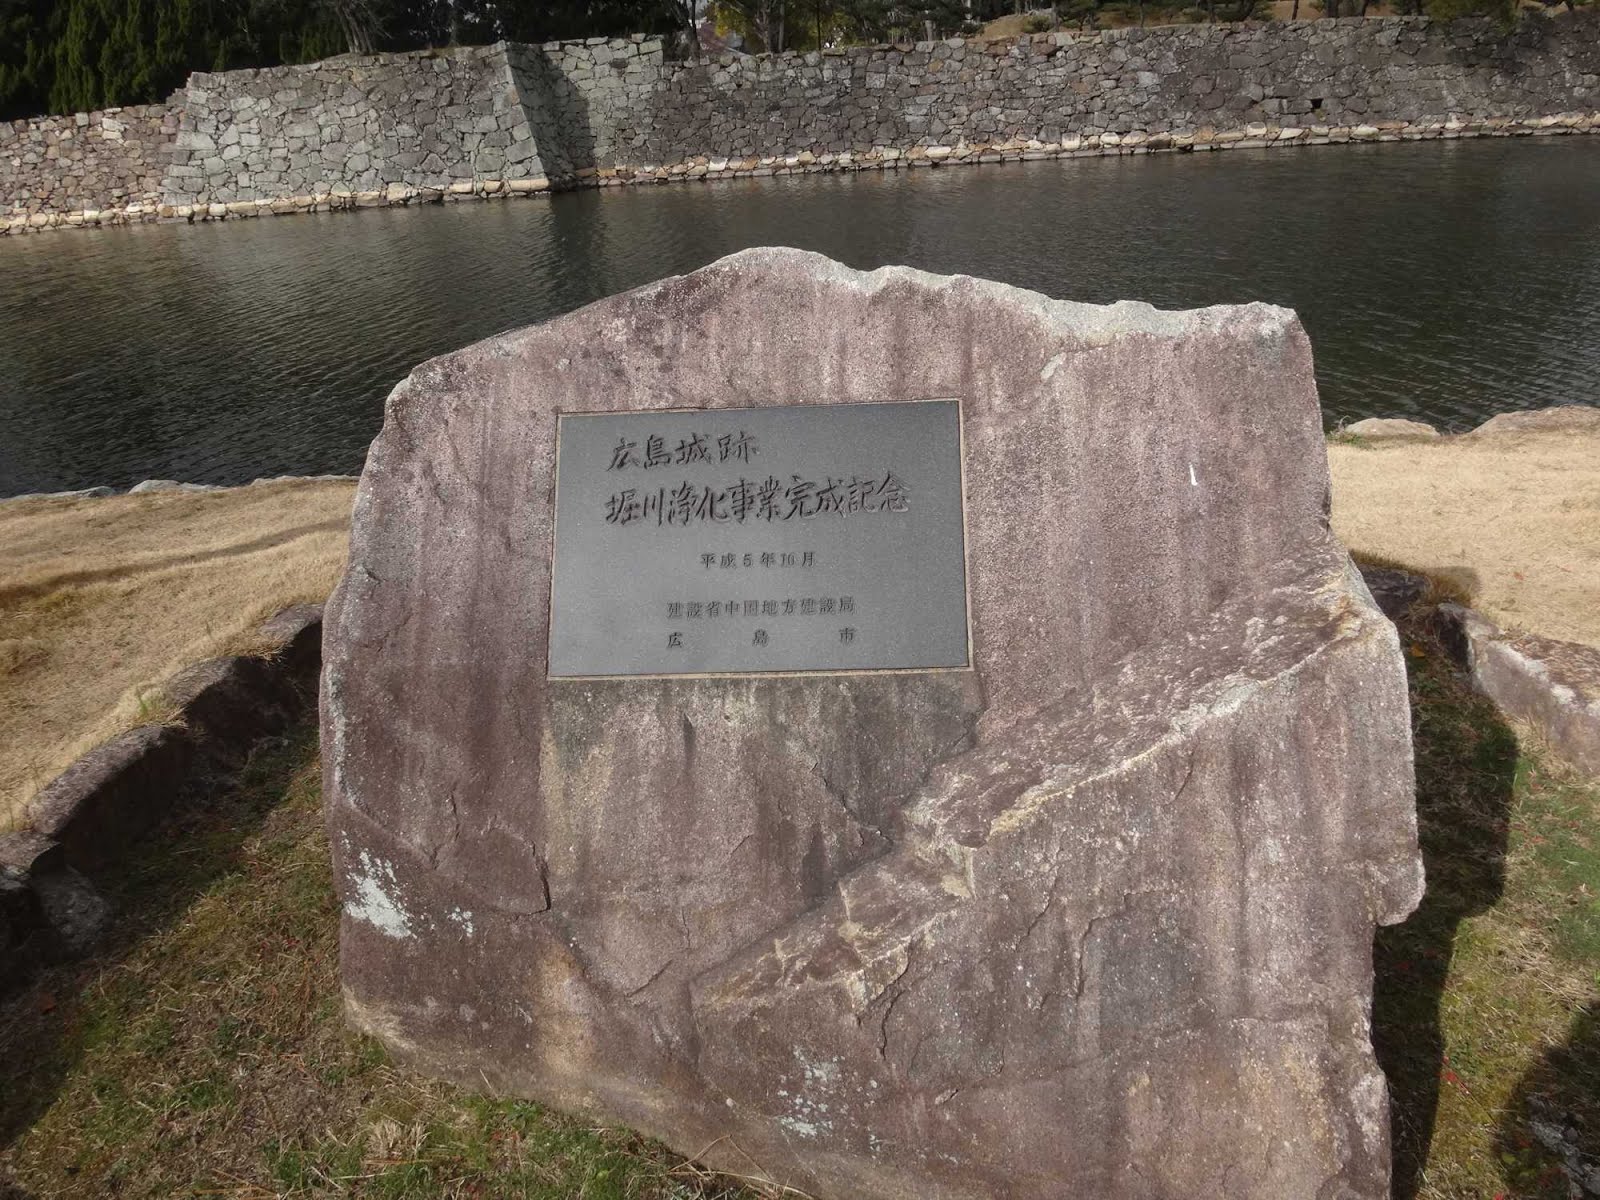 広島城跡
堀川浄化事業完成記念
平成5年10月
建設省中国地方建設局
広島市